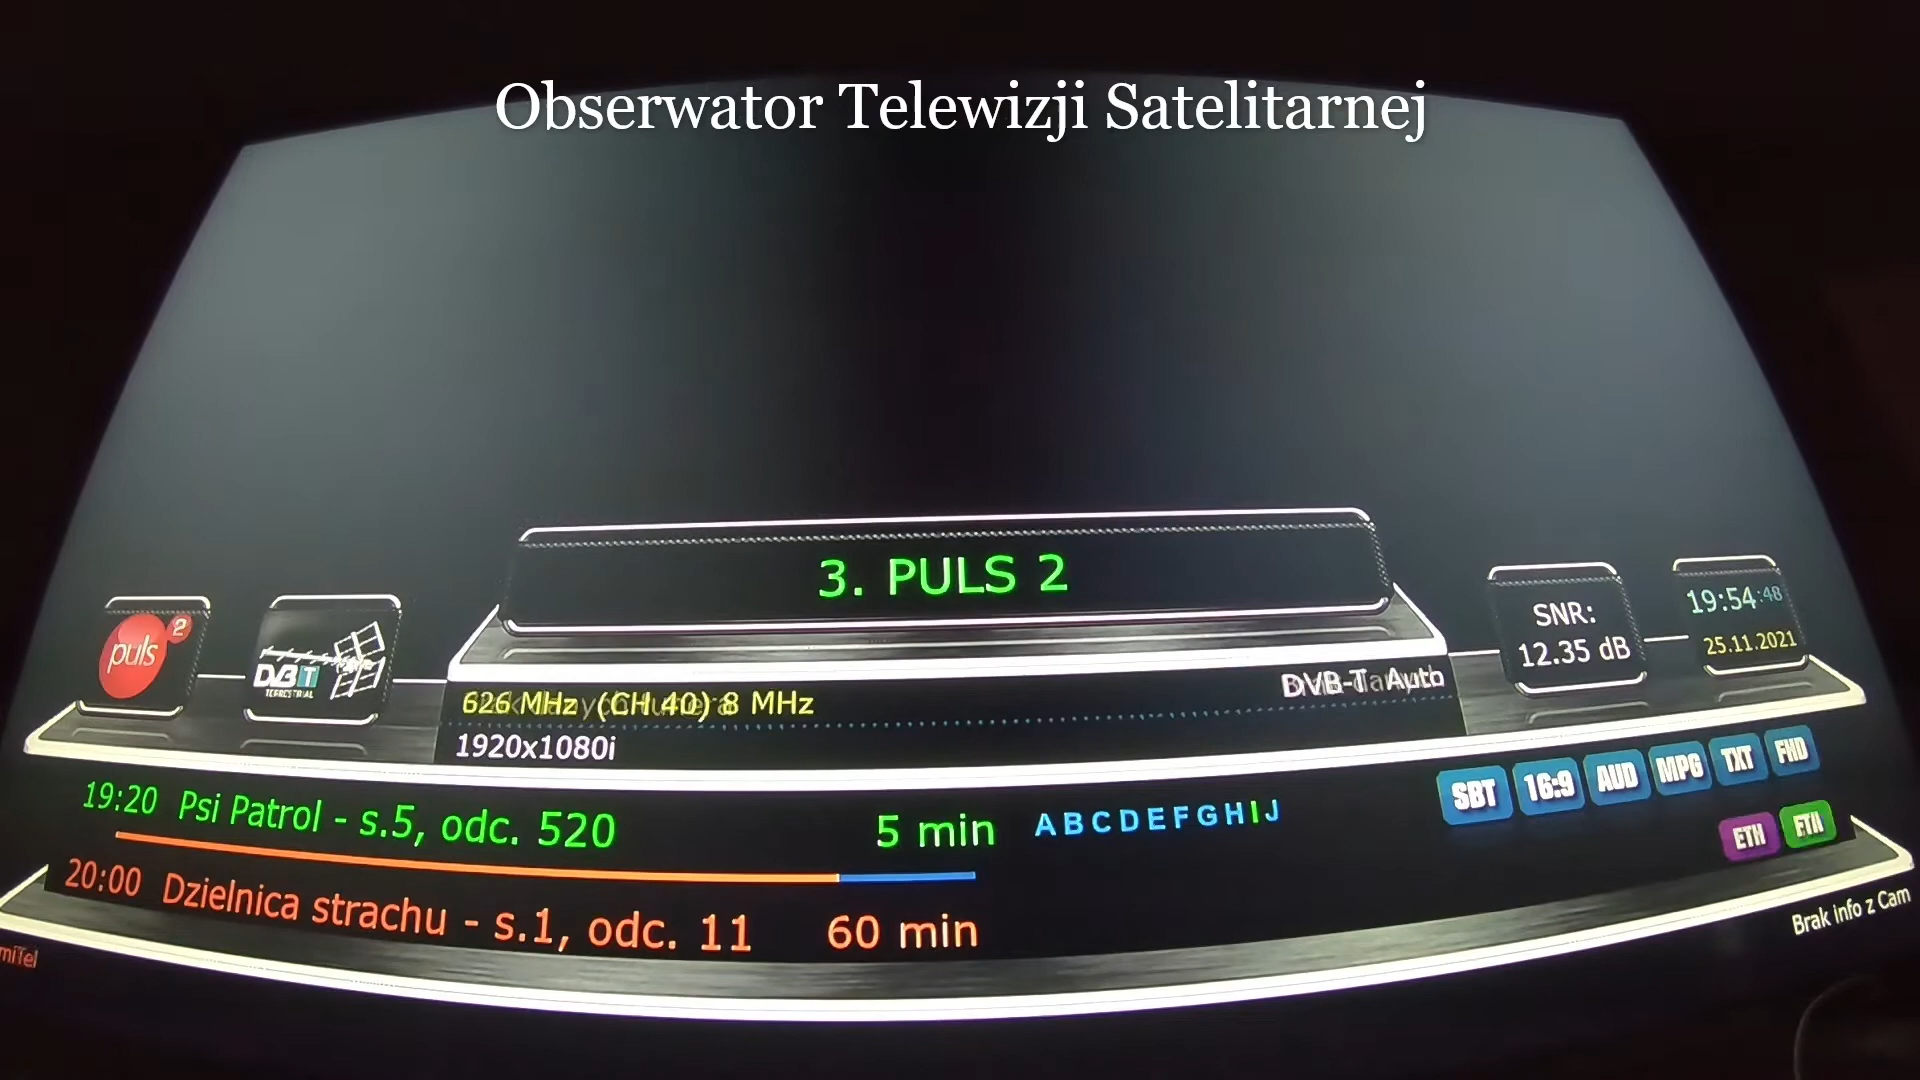 Obserwator Telewizji Satelitarnej
3. PULS 2
puls 2
DVB T
TERRESTRIAL
SNR:
12.35 dB
19:54:48
25.11.2021
626 MHz (CH 40) 8 MHz
DVB-T Auto
1920x1080i
19:20 Psi Patrol - s.5, odc. 520 5 min
A B C D E F G H I J
SBT 16:9 AUD MPG TXT FHD
ETH ETH
20:00 Dzielnica strachu - s.1, odc. 11 60 min
Brak info z Cam
miTel